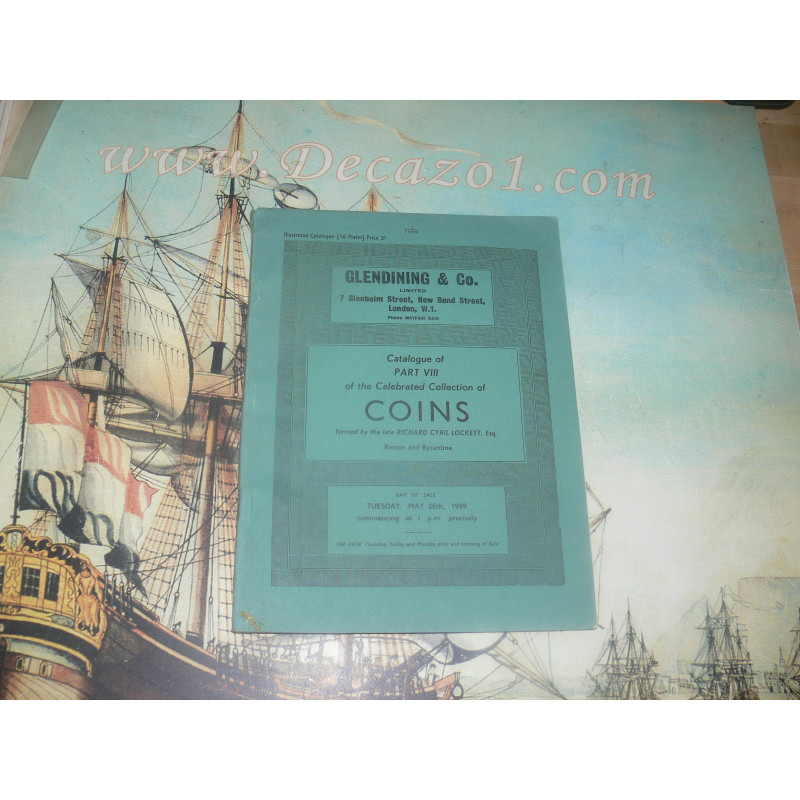 www.Decazo1.com
Illustrated Catalogue (16 Plates) Price 5/-
GLENDINING & Co.
LIMITED
7 Blenheim Street, New Bond Street,
London, W.1.
Phone MAYFAIR
Catalogue of
PART VIII
of the Celebrated Collection of
COINS
formed by the late RICHARD CYRIL LOCKETT, Esq.
Roman and Byzantine
DAY OF SALE
TUESDAY, MAY 26th, 1959
commencing at 1 p.m. precisely
ON VIEW Thursday, Friday and Monday prior and morning of Sale